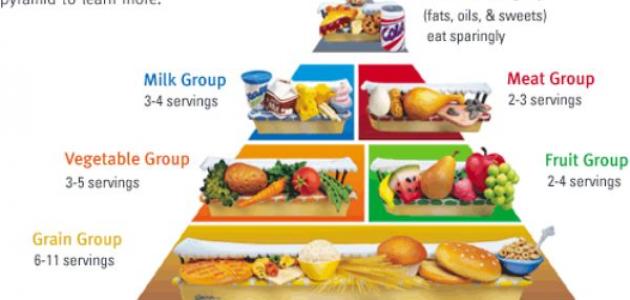 pyramid to learn more.
(fats, oils, & sweets)
eat sparingly
COLA
Milk Group
3-4 servings
Meat Group
2-3 servings
Vegetable Group
3-5 servings
Fruit Group
2-4 servings
Grain Group
6-11 servings